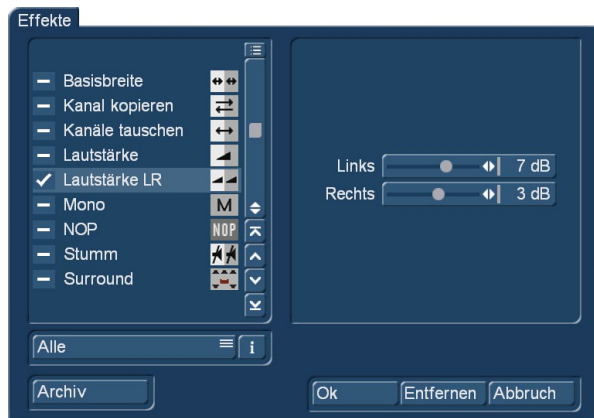 Effekte
Basisbreite
Kanal kopieren
Kanäle tauschen
Lautstärke
Lautstärke LR
Mono M
NOP NOP
Stumm
Surround
Links 7 dB
Rechts 3 dB
Alle i
Archiv
Ok Entfernen Abbruch